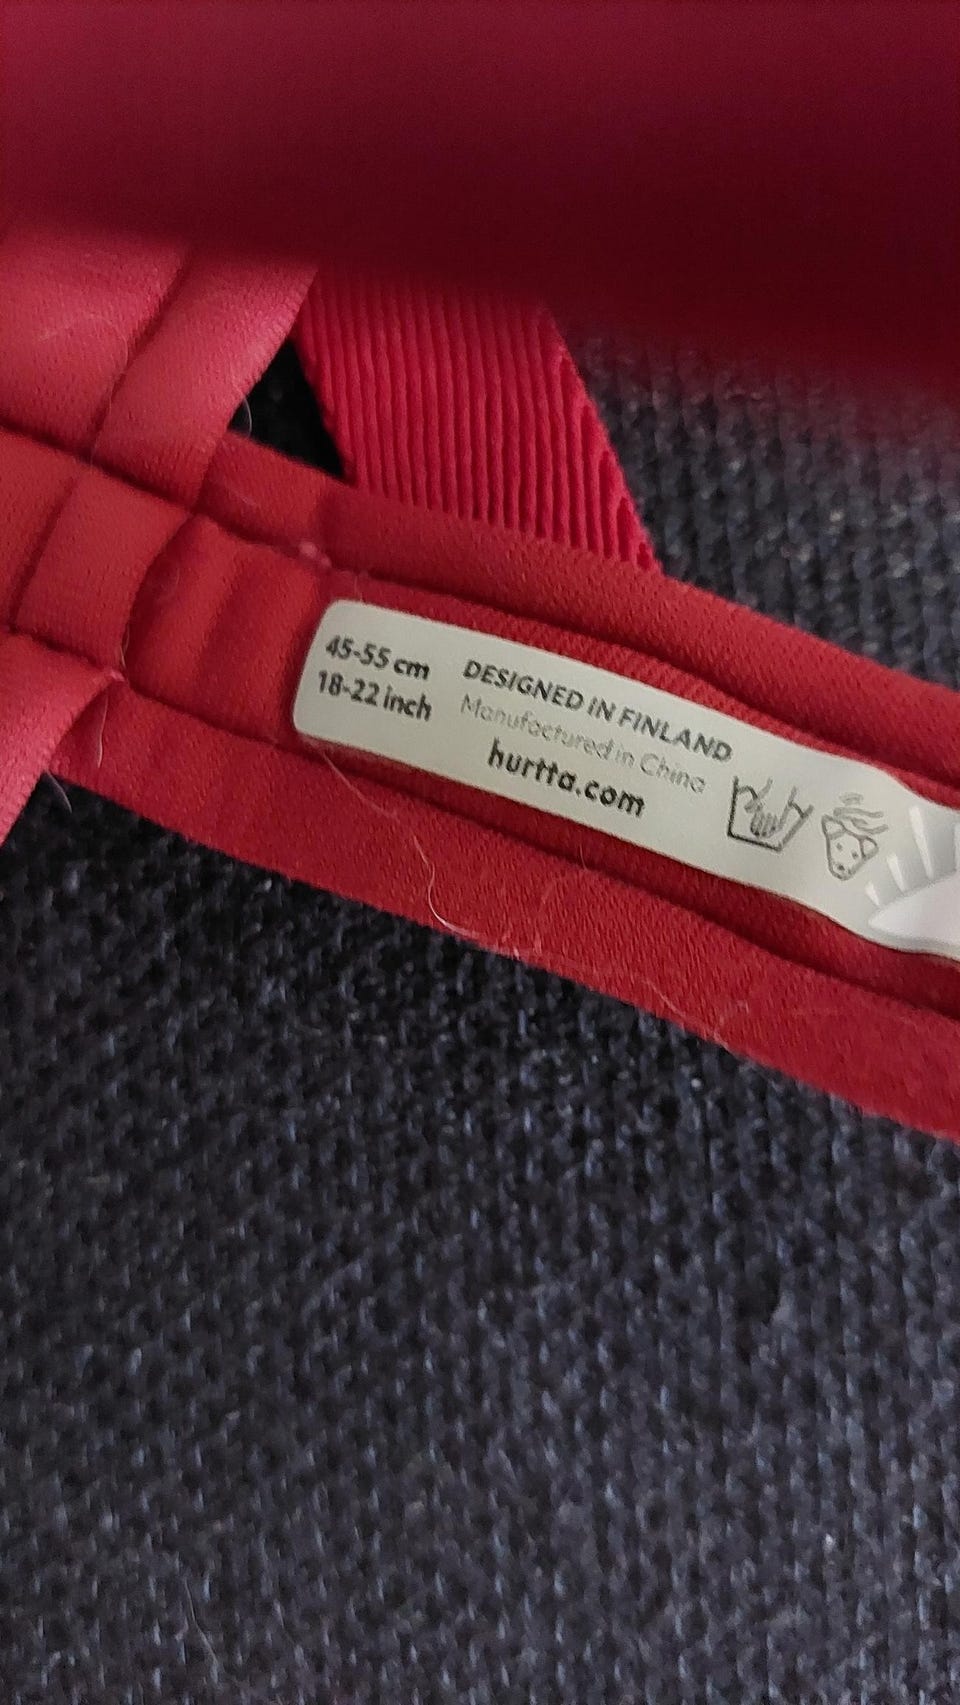 45-55 cm
18-22 inch
DESIGNED IN FINLAND
Manufactured in China
hurtta.com